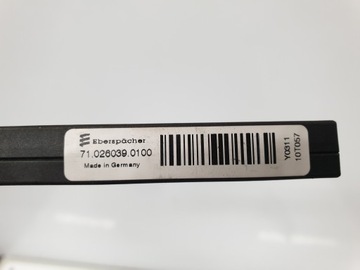 Eberspächer
71.026039.0100
Made in Germany
Y0311
10T057